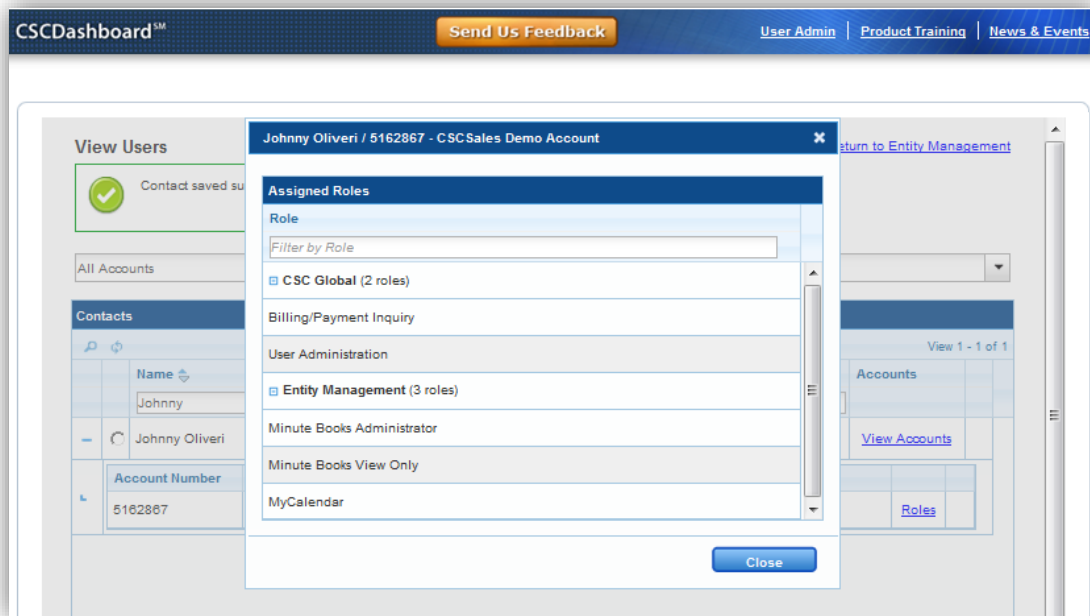 CSCDashboard℠
Send Us Feedback
User Admin | Product Training | News & Events
View Users
Contact saved su
Johnny Oliveri / 5162867 - CSCSales Demo Account
eturn to Entity Management
Assigned Roles
Role
Filter by Role
CSC Global (2 roles)
Billing/Payment Inquiry
User Administration
Entity Management (3 roles)
Minute Books Administrator
Minute Books View Only
MyCalendar
Close
All Accounts
Contacts
View 1 - 1 of 1
Name
Accounts
Johnny
Johnny Oliveri
View Accounts
Account Number
5162867
Roles